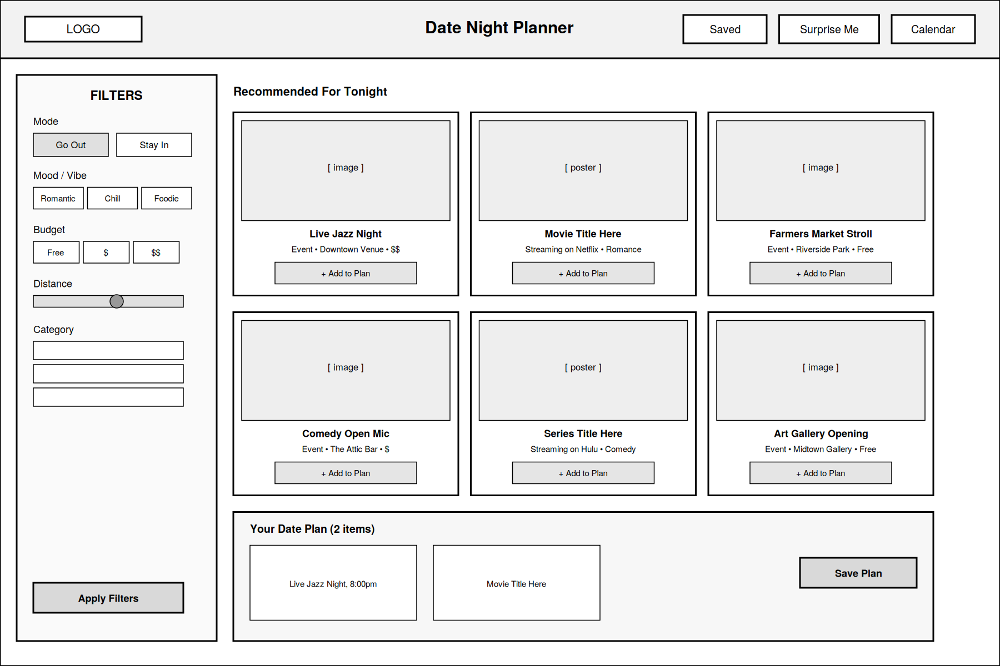 LOGO
Date Night Planner
Saved
Surprise Me
Calendar
FILTERS
Mode
Go Out
Stay In
Mood / Vibe
Romantic
Chill
Foodie
Budget
Free
$
$$
Distance
Category
Apply Filters
Recommended For Tonight
[ image ]
Live Jazz Night
Event • Downtown Venue • $$
+ Add to Plan
[ poster ]
Movie Title Here
Streaming on Netflix • Romance
+ Add to Plan
[ image ]
Farmers Market Stroll
Event • Riverside Park • Free
+ Add to Plan
[ image ]
Comedy Open Mic
Event • The Attic Bar • $
+ Add to Plan
[ poster ]
Series Title Here
Streaming on Hulu • Comedy
+ Add to Plan
[ image ]
Art Gallery Opening
Event • Midtown Gallery • Free
+ Add to Plan
Your Date Plan (2 items)
Live Jazz Night, 8:00pm
Movie Title Here
Save Plan